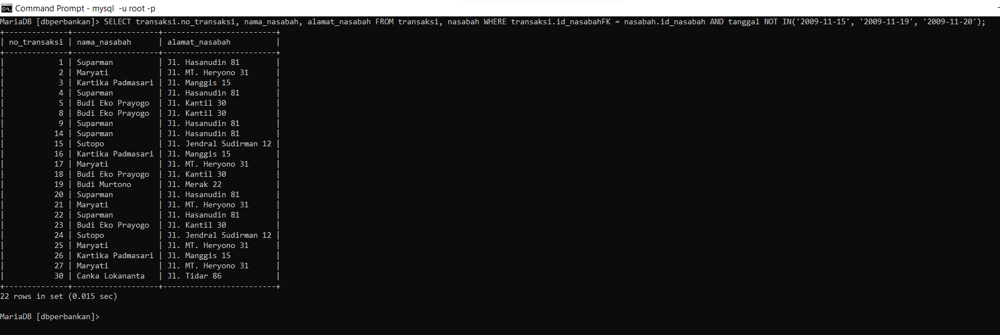 Command Prompt - mysql  -u root -p
MariaDB [dbperbankan]> SELECT transaksi.no_transaksi, nama_nasabah, alamat_nasabah FROM transaksi, nasabah WHERE transaksi.id_nasabahFK = nasabah.id_nasabah AND tanggal NOT IN('2009-11-15', '2009-11-19', '2009-11-20');
+--------------+-------------------+-------------------------+
| no_transaksi | nama_nasabah      | alamat_nasabah          |
+--------------+-------------------+-------------------------+
|            1 | Suparman          | Jl. Hasanudin 81        |
|            2 | Maryati           | Jl. MT. Heryono 31      |
|            3 | Kartika Padmasari | Jl. Manggis 15          |
|            4 | Suparman          | Jl. Hasanudin 81        |
|            5 | Budi Eko Prayogo  | Jl. Kantil 30           |
|            8 | Budi Eko Prayogo  | Jl. Kantil 30           |
|            9 | Suparman          | Jl. Hasanudin 81        |
|           14 | Suparman          | Jl. Hasanudin 81        |
|           15 | Sutopo            | Jl. Jendral Sudirman 12 |
|           16 | Kartika Padmasari | Jl. Manggis 15          |
|           17 | Maryati           | Jl. MT. Heryono 31      |
|           18 | Budi Eko Prayogo  | Jl. Kantil 30           |
|           19 | Budi Murtono      | Jl. Merak 22            |
|           20 | Suparman          | Jl. Hasanudin 81        |
|           21 | Maryati           | Jl. MT. Heryono 31      |
|           22 | Suparman          | Jl. Hasanudin 81        |
|           23 | Budi Eko Prayogo  | Jl. Kantil 30           |
|           24 | Sutopo            | Jl. Jendral Sudirman 12 |
|           25 | Maryati           | Jl. MT. Heryono 31      |
|           26 | Kartika Padmasari | Jl. Manggis 15          |
|           27 | Maryati           | Jl. MT. Heryono 31      |
|           30 | Canka Lokananta   | Jl. Tidar 86            |
+--------------+-------------------+-------------------------+
22 rows in set (0.015 sec)
MariaDB [dbperbankan]>